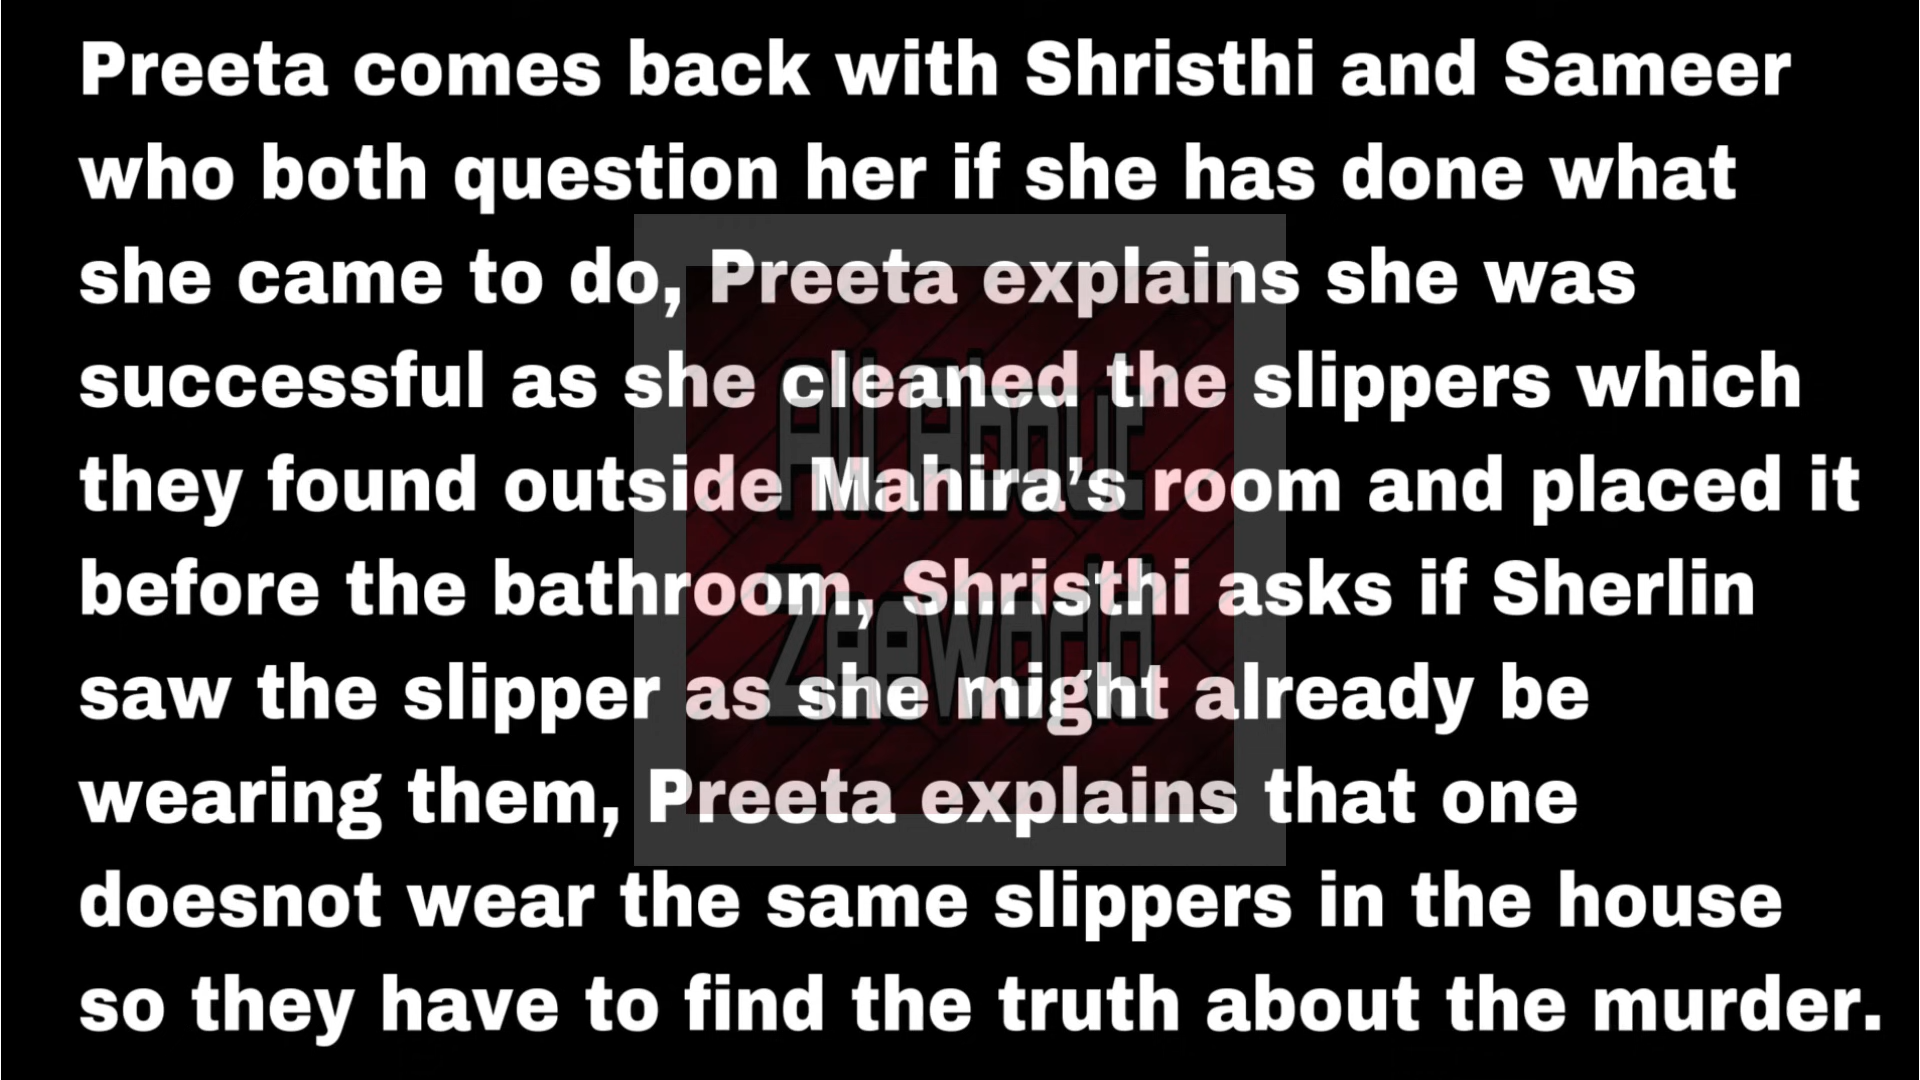 Preeta comes back with Shristhi and Sameer
who both question her if she has done what
she came to do, Preeta explains she was
successful as she cleaned the slippers which
they found outside Mahira’s room and placed it
before the bathroom, Shristhi asks if Sherlin
saw the slipper as she might already be
wearing them, Preeta explains that one
doesnot wear the same slippers in the house
so they have to find the truth about the murder.
All About
Zeeworld